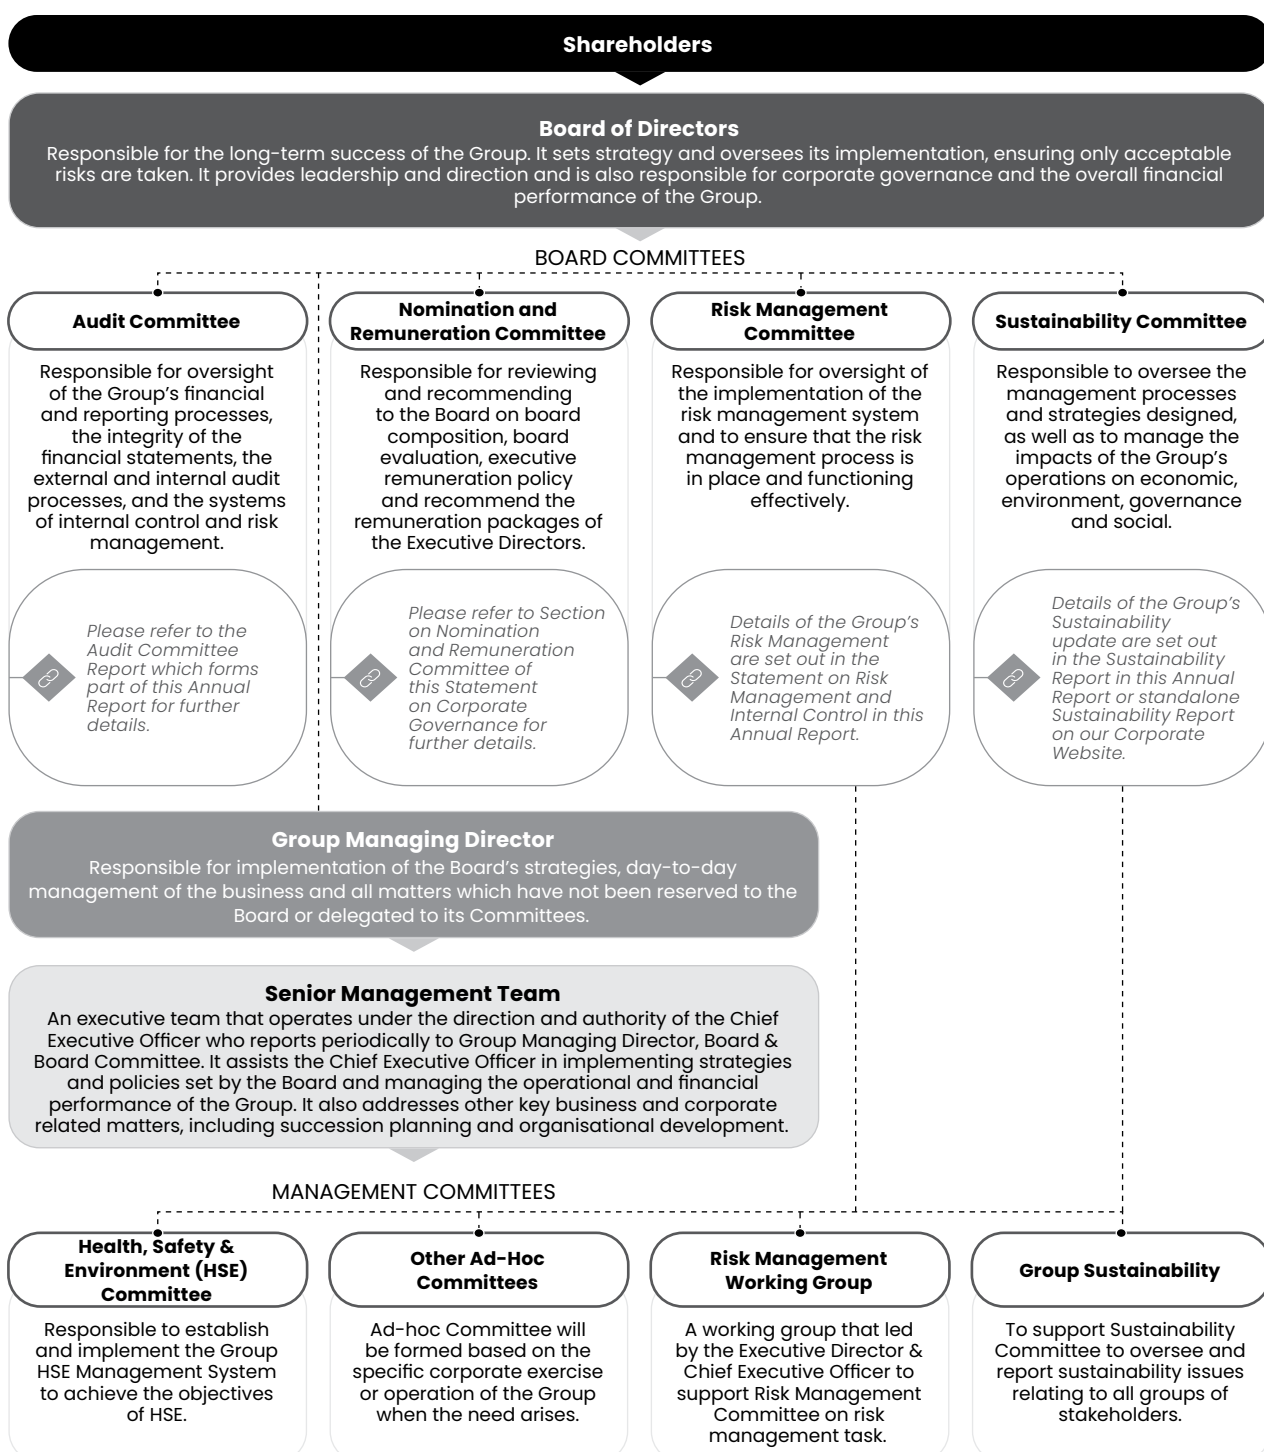 Shareholders
Board of Directors
Responsible for the long-term success of the Group. It sets strategy and oversees its implementation, ensuring only acceptable
risks are taken. It provides leadership and direction and is also responsible for corporate governance and the overall financial
performance of the Group.
BOARD COMMITTEES
Audit Committee
Responsible for oversight
of the Group's financial
and reporting processes,
the integrity of the
financial statements, the
external and internal audit
processes, and the systems
of internal control and risk
management.
Please refer to the
Audit Committee
Report which forms
part of this Annual
Report for further
details.
Nomination and
Remuneration Committee
Responsible for reviewing
and recommending
to the Board on board
composition, board
evaluation, executive
remuneration policy
and recommend the
remuneration packages of
the Executive Directors.
Please refer to Section
on Nomination
and Remuneration
Committee of
this Statement
on Corporate
Governance for
further details.
Risk Management
Committee
Responsible for oversight of
the implementation of the
risk management system
and to ensure that the risk
management process is
in place and functioning
effectively.
Details of the Group's
Risk Management
are set out in the
Statement on Risk
Management and
Internal Control in this
Annual Report.
Sustainability Committee
Responsible to oversee the
management processes
and strategies designed,
as well as to manage the
impacts of the Group's
operations on economic,
environment, governance
and social.
Details of the Group's
Sustainability
update are set out
in the Sustainability
Report in this Annual
Report or standalone
Sustainability Report
on our Corporate
Website.
Group Managing Director
Responsible for implementation of the Board's strategies, day-to-day
management of the business and all matters which have not been reserved to the
Board or delegated to its Committees.
Senior Management Team
An executive team that operates under the direction and authority of the Chief
Executive Officer who reports periodically to Group Managing Director, Board &
Board Committee. It assists the Chief Executive Officer in implementing strategies
and policies set by the Board and managing the operational and financial
performance of the Group. It also addresses other key business and corporate
related matters, including succession planning and organisational development.
MANAGEMENT COMMITTEES
Health, Safety &
Environment (HSE)
Committee
Responsible to establish
and implement the Group
HSE Management System
to achieve the objectives
of HSE.
Other Ad-Hoc
Committees
Ad-hoc Committee will
be formed based on the
specific corporate exercise
or operation of the Group
when the need arises.
Risk Management
Working Group
A working group that led
by the Executive Director &
Chief Executive Officer to
support Risk Management
Committee on risk
management task.
Group Sustainability
To support Sustainability
Committee to oversee and
report sustainability issues
relating to all groups of
stakeholders.